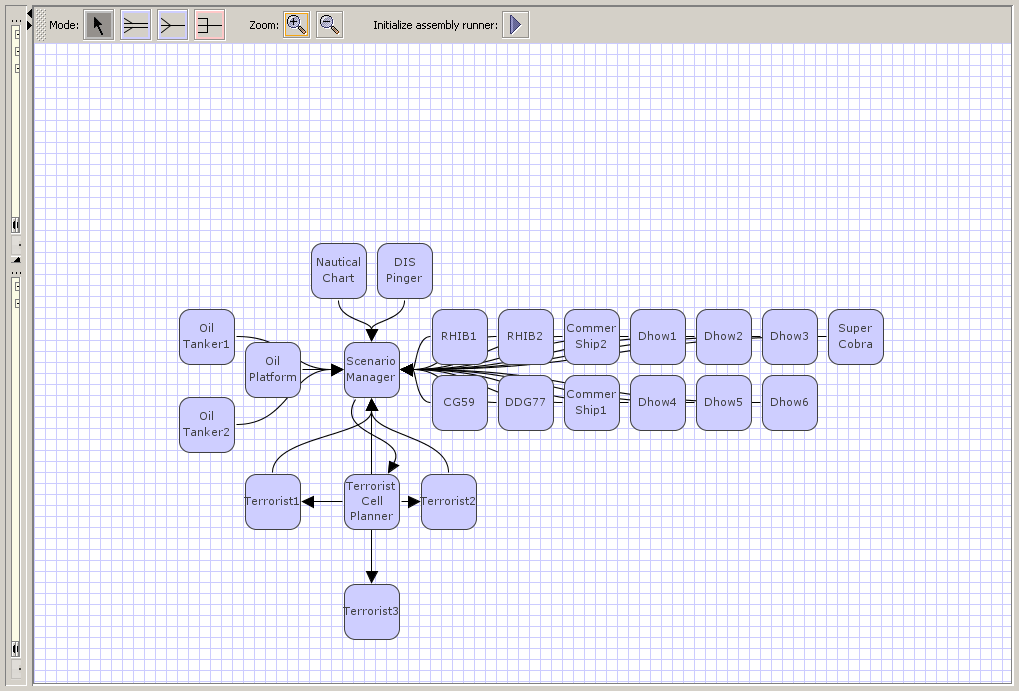 Mode: Zoom: Initialize assembly runner:
Nautical
Chart
DIS
Pinger
Oil
Tanker1
Oil
Platform
Oil
Tanker2
Scenario
Manager
RHIB1
RHIB2
Commer
Ship2
Dhow1
Dhow2
Dhow3
Super
Cobra
CG59
DDG77
Commer
Ship1
Dhow4
Dhow5
Dhow6
Terrorist1
Terrorist
Cell
Planner
Terrorist2
Terrorist3